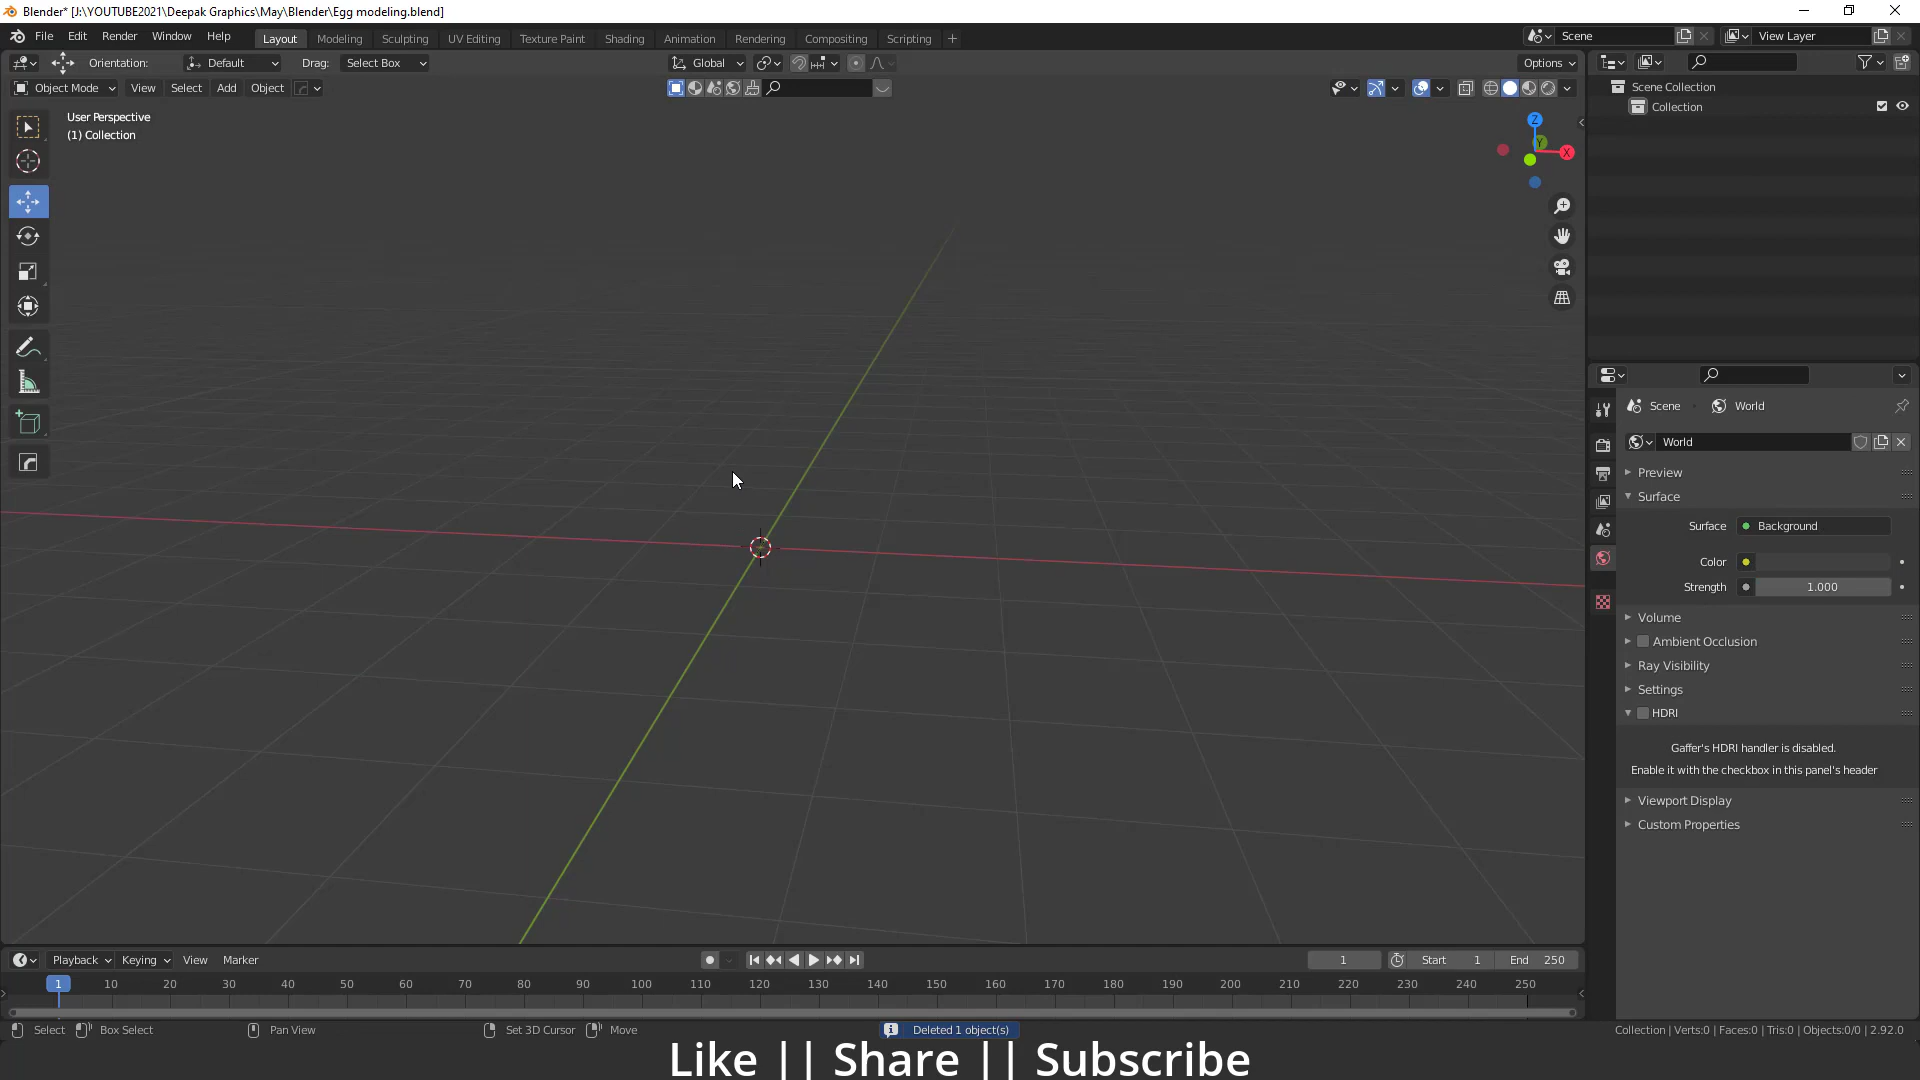 Blender* [J:\YOUTUBE2021\Deepak Graphics\May\Blender\Egg modeling.blend]
File Edit Render Window Help Layout Modeling Sculpting UV Editing Texture Paint Shading Animation Rendering Compositing Scripting + Scene View Layer
Orientation: Default Drag: Select Box Global Options
Object Mode View Select Add Object
Scene Collection
Collection
User Perspective
(1) Collection
Z
Y
X
Scene World
World
Preview
Surface
Surface Background
Color
Strength 1.000
Volume
Ambient Occlusion
Ray Visibility
Settings
HDRI
Gaffer's HDRI handler is disabled.
Enable it with the checkbox in this panel's header
Viewport Display
Custom Properties
Playback Keying View Marker 1 Start 1 End 250
1 10 20 30 40 50 60 70 80 90 100 110 120 130 140 150 160 170 180 190 200 210 220 230 240 250
Select Box Select Pan View Set 3D Cursor Move Deleted 1 object(s) Collection | Verts:0 | Faces:0 | Tris:0 | Objects:0/0 | 2.92.0
Like || Share || Subscribe